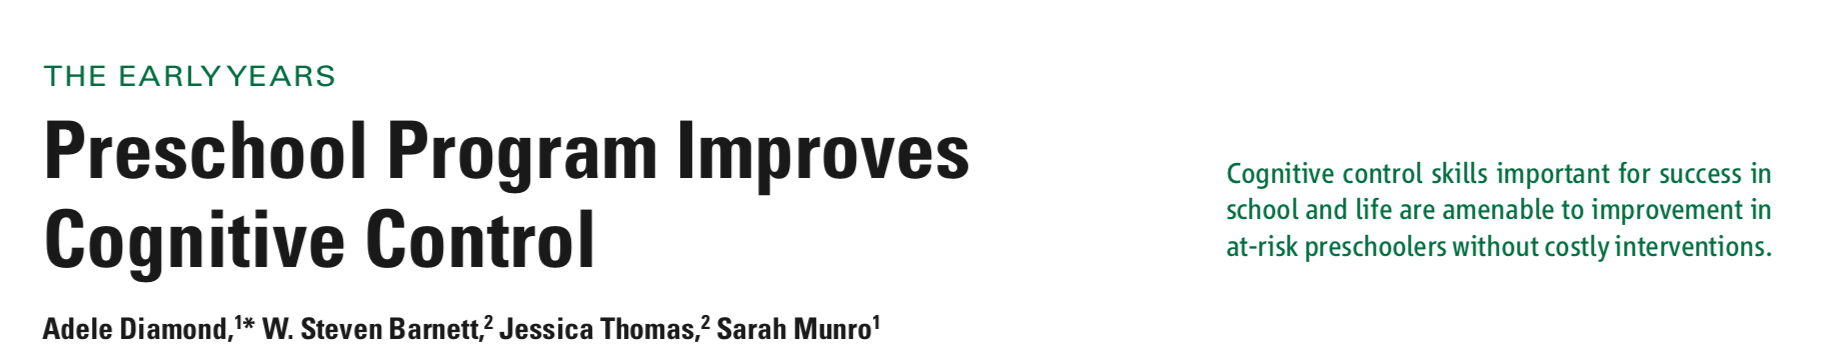 THE EARLY YEARS
Preschool Program Improves
Cognitive Control
Adele Diamond,¹* W. Steven Barnett,² Jessica Thomas,² Sarah Munro¹
Cognitive control skills important for success in
school and life are amenable to improvement in
at-risk preschoolers without costly interventions.